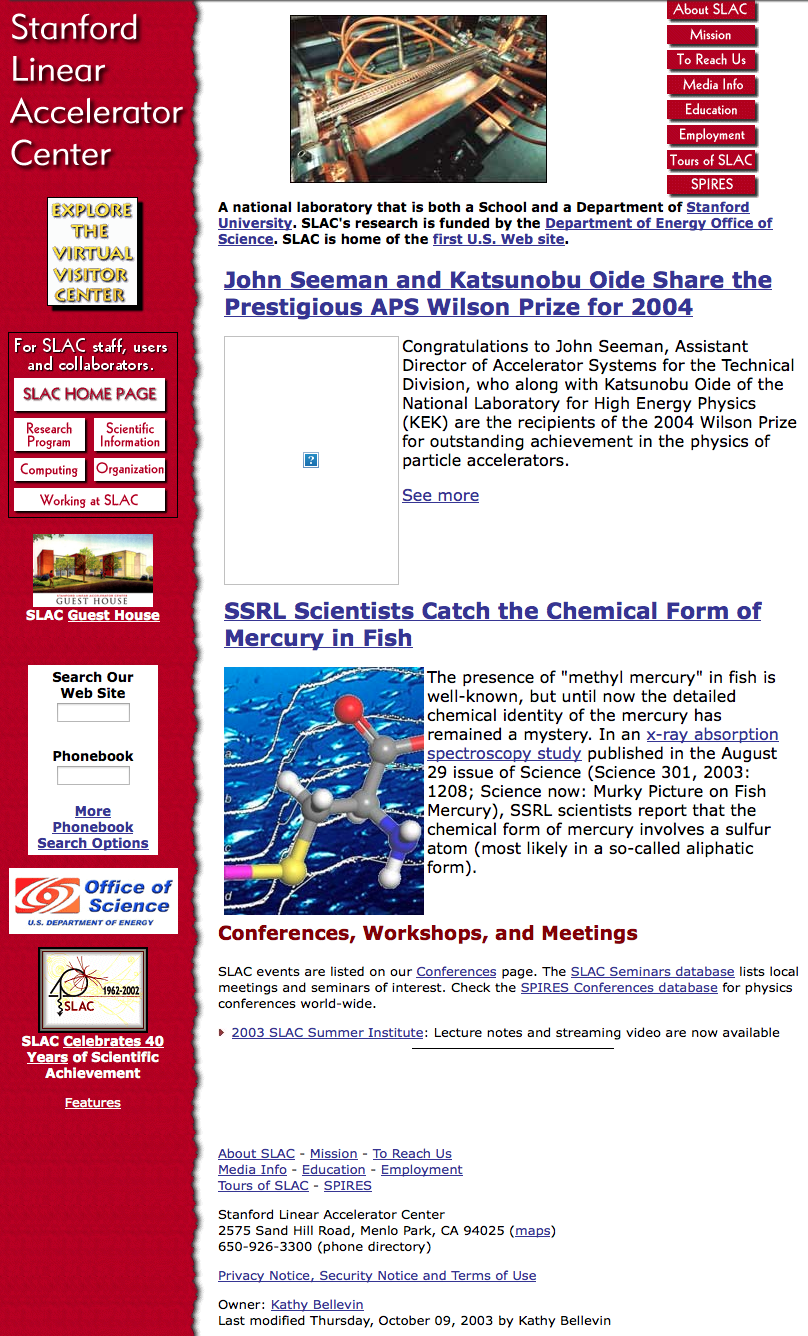 Stanford
Linear
Accelerator
Center
EXPLORE
THE
VIRTUAL
VISITOR
CENTER
For SLAC staff, users
and collaborators.
SLAC HOME PAGE
Research
Program
Scientific
Information
Computing
Organization
Working at SLAC
GUEST HOUSE
SLAC Guest House
Search Our
Web Site
Phonebook
More
Phonebook
Search Options
Office of
Science
U.S. DEPARTMENT OF ENERGY
1962-2002
SLAC
SLAC Celebrates 40
Years of Scientific
Achievement
Features
About SLAC
Mission
To Reach Us
Media Info
Education
Employment
Tours of SLAC
SPIRES
A national laboratory that is both a School and a Department of Stanford
University. SLAC's research is funded by the Department of Energy Office of
Science. SLAC is home of the first U.S. Web site.
John Seeman and Katsunobu Oide Share the
Prestigious APS Wilson Prize for 2004
Congratulations to John Seeman, Assistant
Director of Accelerator Systems for the Technical
Division, who along with Katsunobu Oide of the
National Laboratory for High Energy Physics
(KEK) are the recipients of the 2004 Wilson Prize
for outstanding achievement in the physics of
particle accelerators.
See more
SSRL Scientists Catch the Chemical Form of
Mercury in Fish
The presence of "methyl mercury" in fish is
well-known, but until now the detailed
chemical identity of the mercury has
remained a mystery. In an x-ray absorption
spectroscopy study published in the August
29 issue of Science (Science 301, 2003:
1208; Science now: Murky Picture on Fish
Mercury), SSRL scientists report that the
chemical form of mercury involves a sulfur
atom (most likely in a so-called aliphatic
form).
Conferences, Workshops, and Meetings
SLAC events are listed on our Conferences page. The SLAC Seminars database lists local
meetings and seminars of interest. Check the SPIRES Conferences database for physics
conferences world-wide.
2003 SLAC Summer Institute: Lecture notes and streaming video are now available
About SLAC - Mission - To Reach Us
Media Info - Education - Employment
Tours of SLAC - SPIRES
Stanford Linear Accelerator Center
2575 Sand Hill Road, Menlo Park, CA 94025 (maps)
650-926-3300 (phone directory)
Privacy Notice, Security Notice and Terms of Use
Owner: Kathy Bellevin
Last modified Thursday, October 09, 2003 by Kathy Bellevin